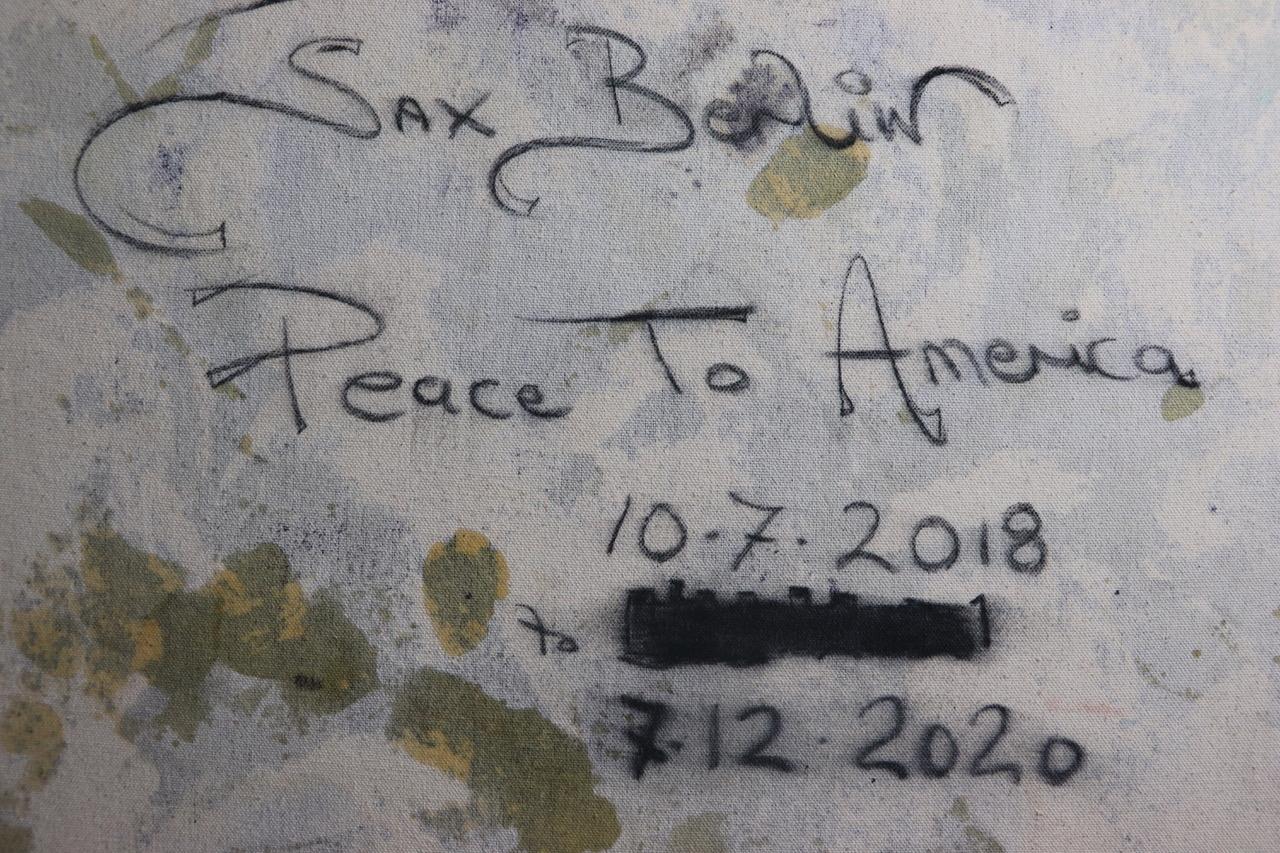 Sax Berlin
Peace To America
10.7.2018
to
7.12.2020